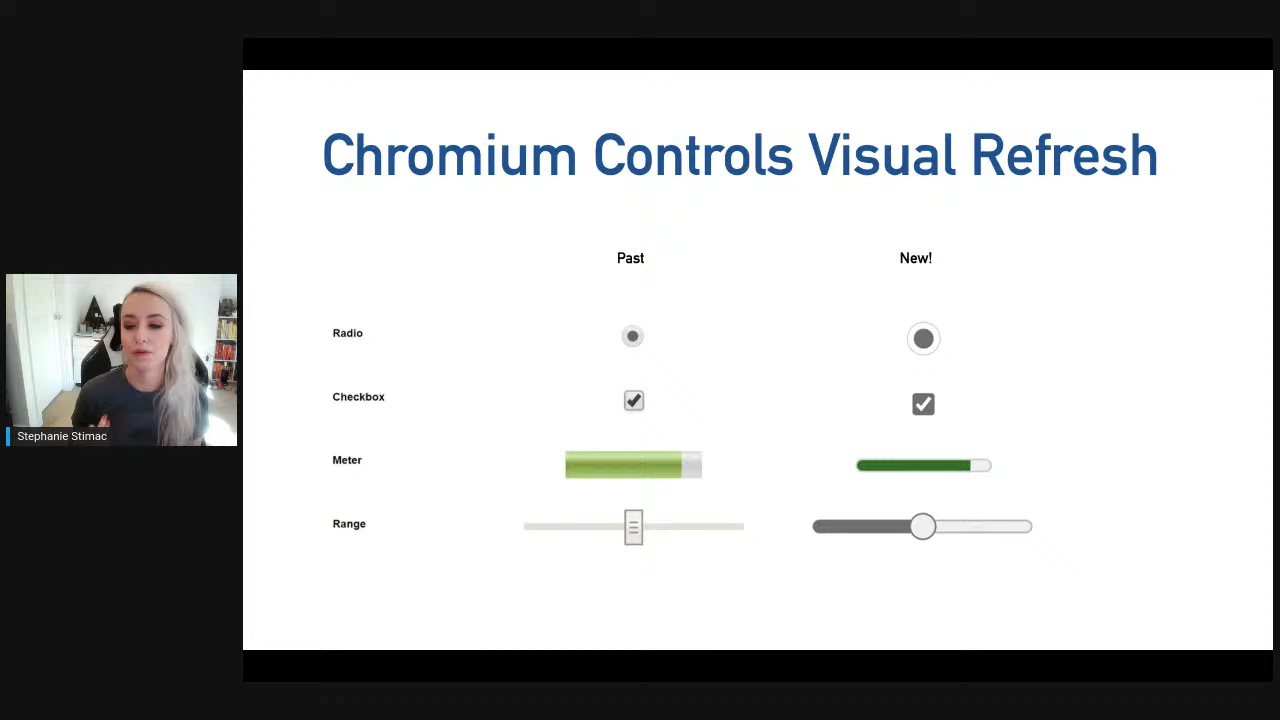 Chromium Controls Visual Refresh
Past
New!
Radio
Checkbox
Stephanie Stimac
Meter
Range